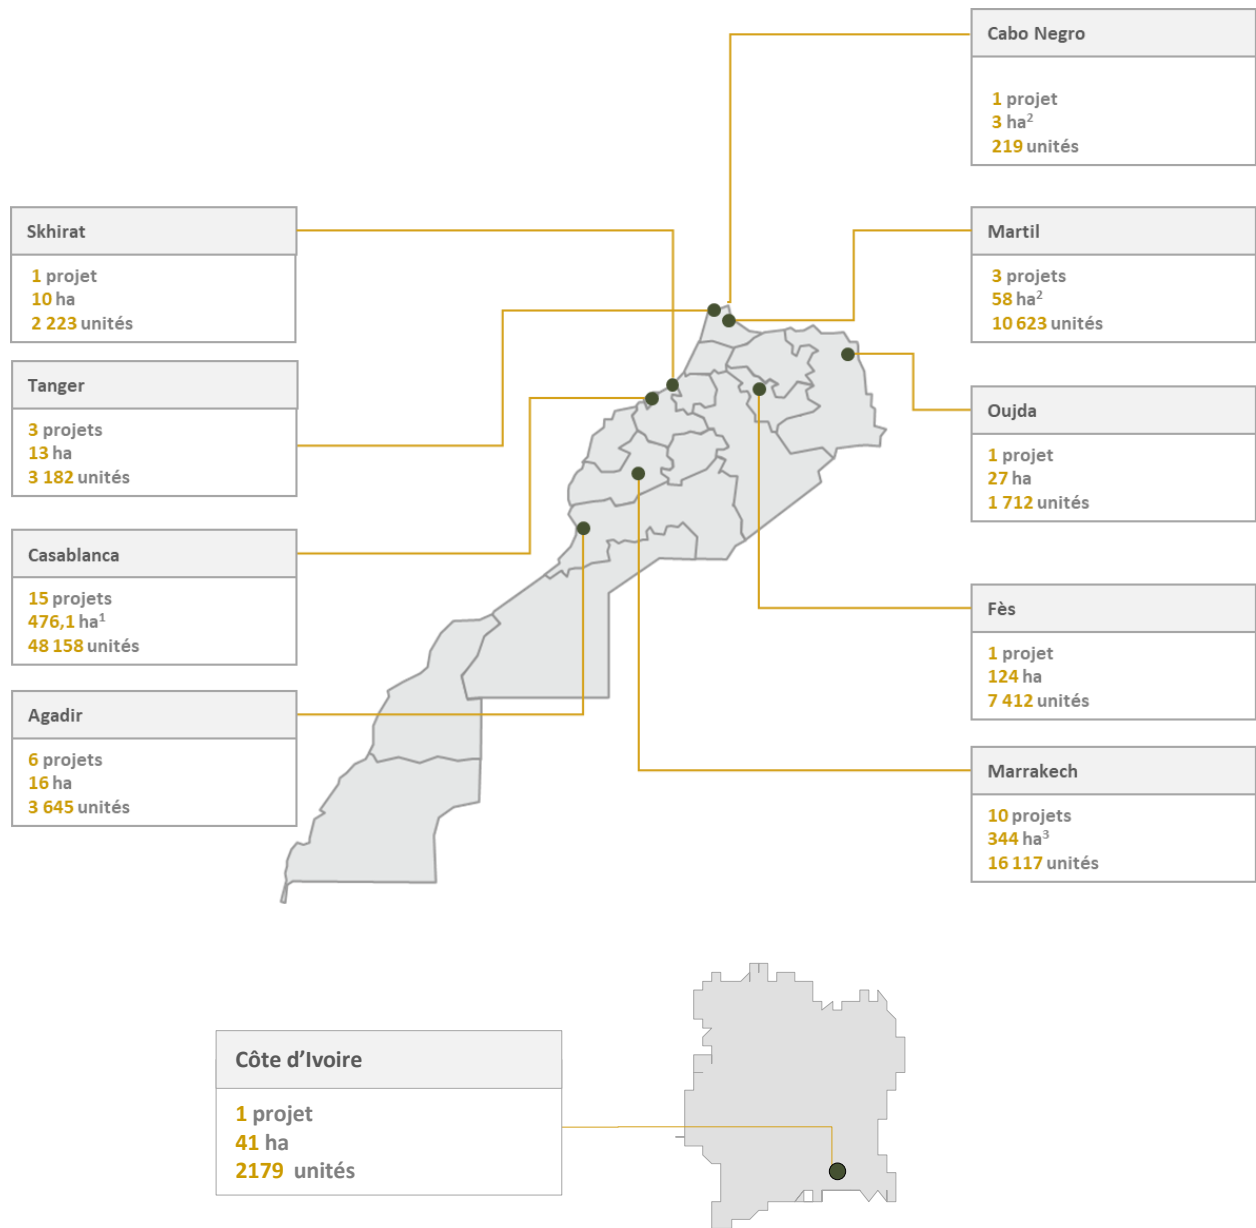 Cabo Negro
1 projet
3 ha²
219 unités
Skhirat
1 projet
10 ha
2 223 unités
Martil
3 projets
58 ha²
10 623 unités
Tanger
3 projets
13 ha
3 182 unités
Oujda
1 projet
27 ha
1 712 unités
Casablanca
15 projets
476,1 ha¹
48 158 unités
Fès
1 projet
124 ha
7 412 unités
Agadir
6 projets
16 ha
3 645 unités
Marrakech
10 projets
344 ha³
16 117 unités
Côte d’Ivoire
1 projet
41 ha
2179 unités